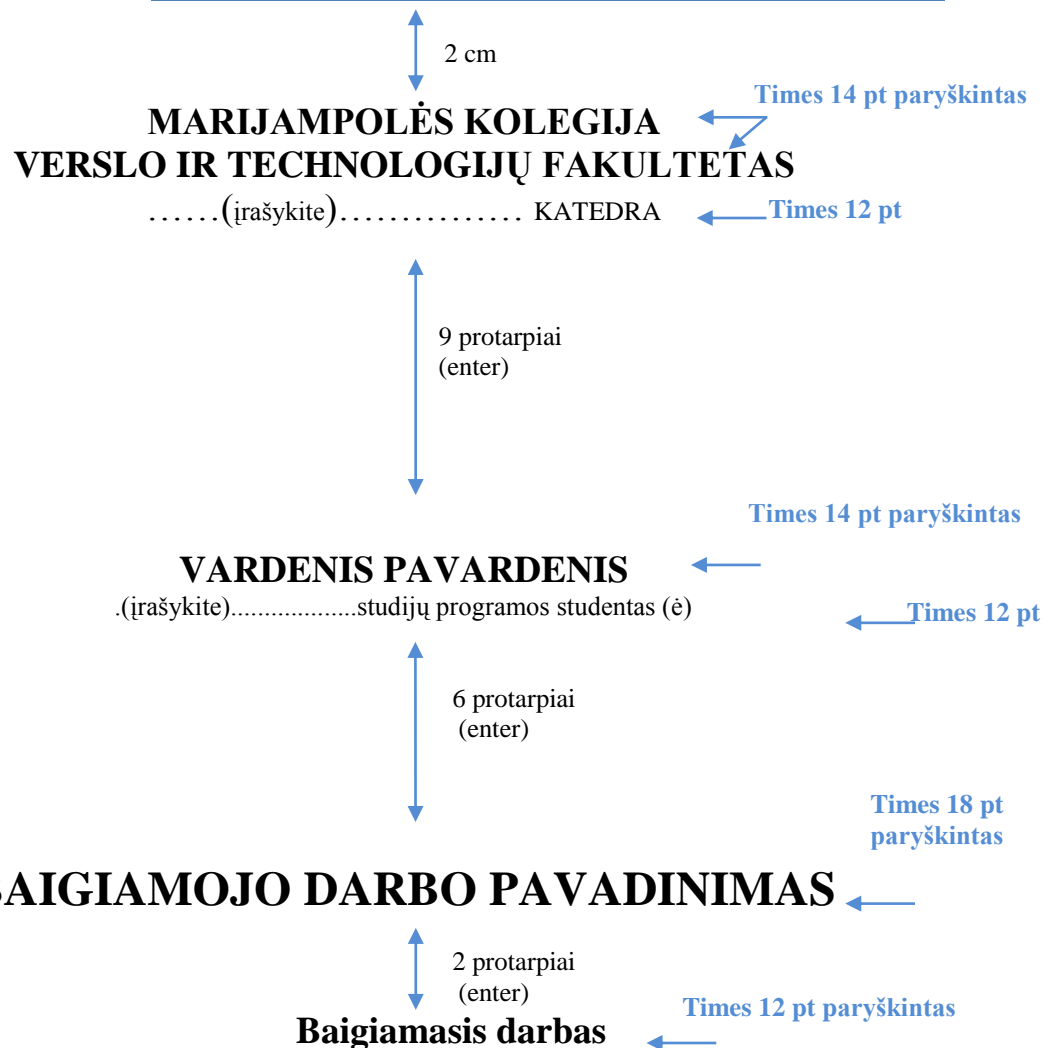 2 cm
Times 14 pt paryškintas
MARIJAMPOLĖS KOLEGIJA
VERSLO IR TECHNOLOGIJŲ FAKULTETAS
......(įrašykite)............... KATEDRA
Times 12 pt
9 protarpiai
(enter)
Times 14 pt paryškintas
VARDENIS PAVARDENIS
.(įrašykite)...................studijų programos studentas (ė)
Times 12 pt
6 protarpiai
(enter)
Times 18 pt
paryškintas
BAIGIAMOJO DARBO PAVADINIMAS
2 protarpiai
(enter)
Times 12 pt paryškintas
Baigiamasis darbas